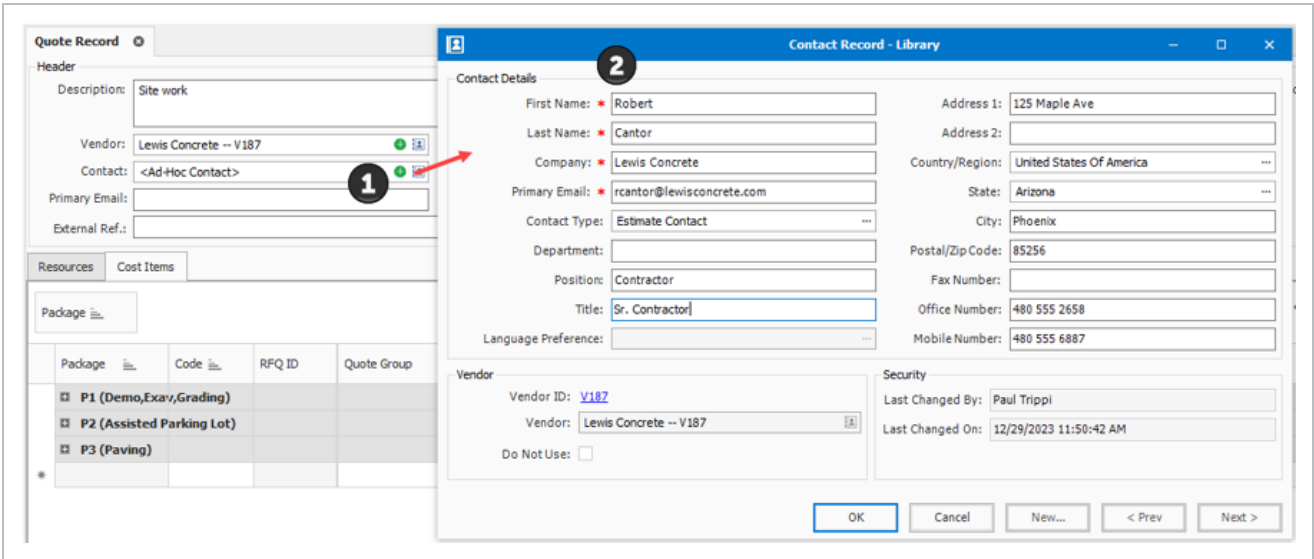 Quote Record
Header
Description: Site work
Vendor: Lewis Concrete -- V187
Contact: <Ad-Hoc Contact>
Primary Email:
External Ref.:
Resources Cost Items
Package
Package Code RFQ ID Quote Group
P1 (Demo,Exav,Grading)
P2 (Assisted Parking Lot)
P3 (Paving)
1
2
Contact Record - Library
Contact Details
First Name: * Robert
Last Name: * Cantor
Company: * Lewis Concrete
Primary Email: * rcantor@lewisconcrete.com
Contact Type: Estimate Contact ...
Department:
Position: Contractor
Title: Sr. Contractor
Language Preference: ...
Address 1: 125 Maple Ave
Address 2:
Country/Region: United States Of America ...
State: Arizona ...
City: Phoenix
Postal/Zip Code: 85256
Fax Number:
Office Number: 480 555 2658
Mobile Number: 480 555 6887
Vendor
Vendor ID: V187
Vendor: Lewis Concrete -- V187
Do Not Use:
Security
Last Changed By: Paul Trippi
Last Changed On: 12/29/2023 11:50:42 AM
OK Cancel New... < Prev Next >